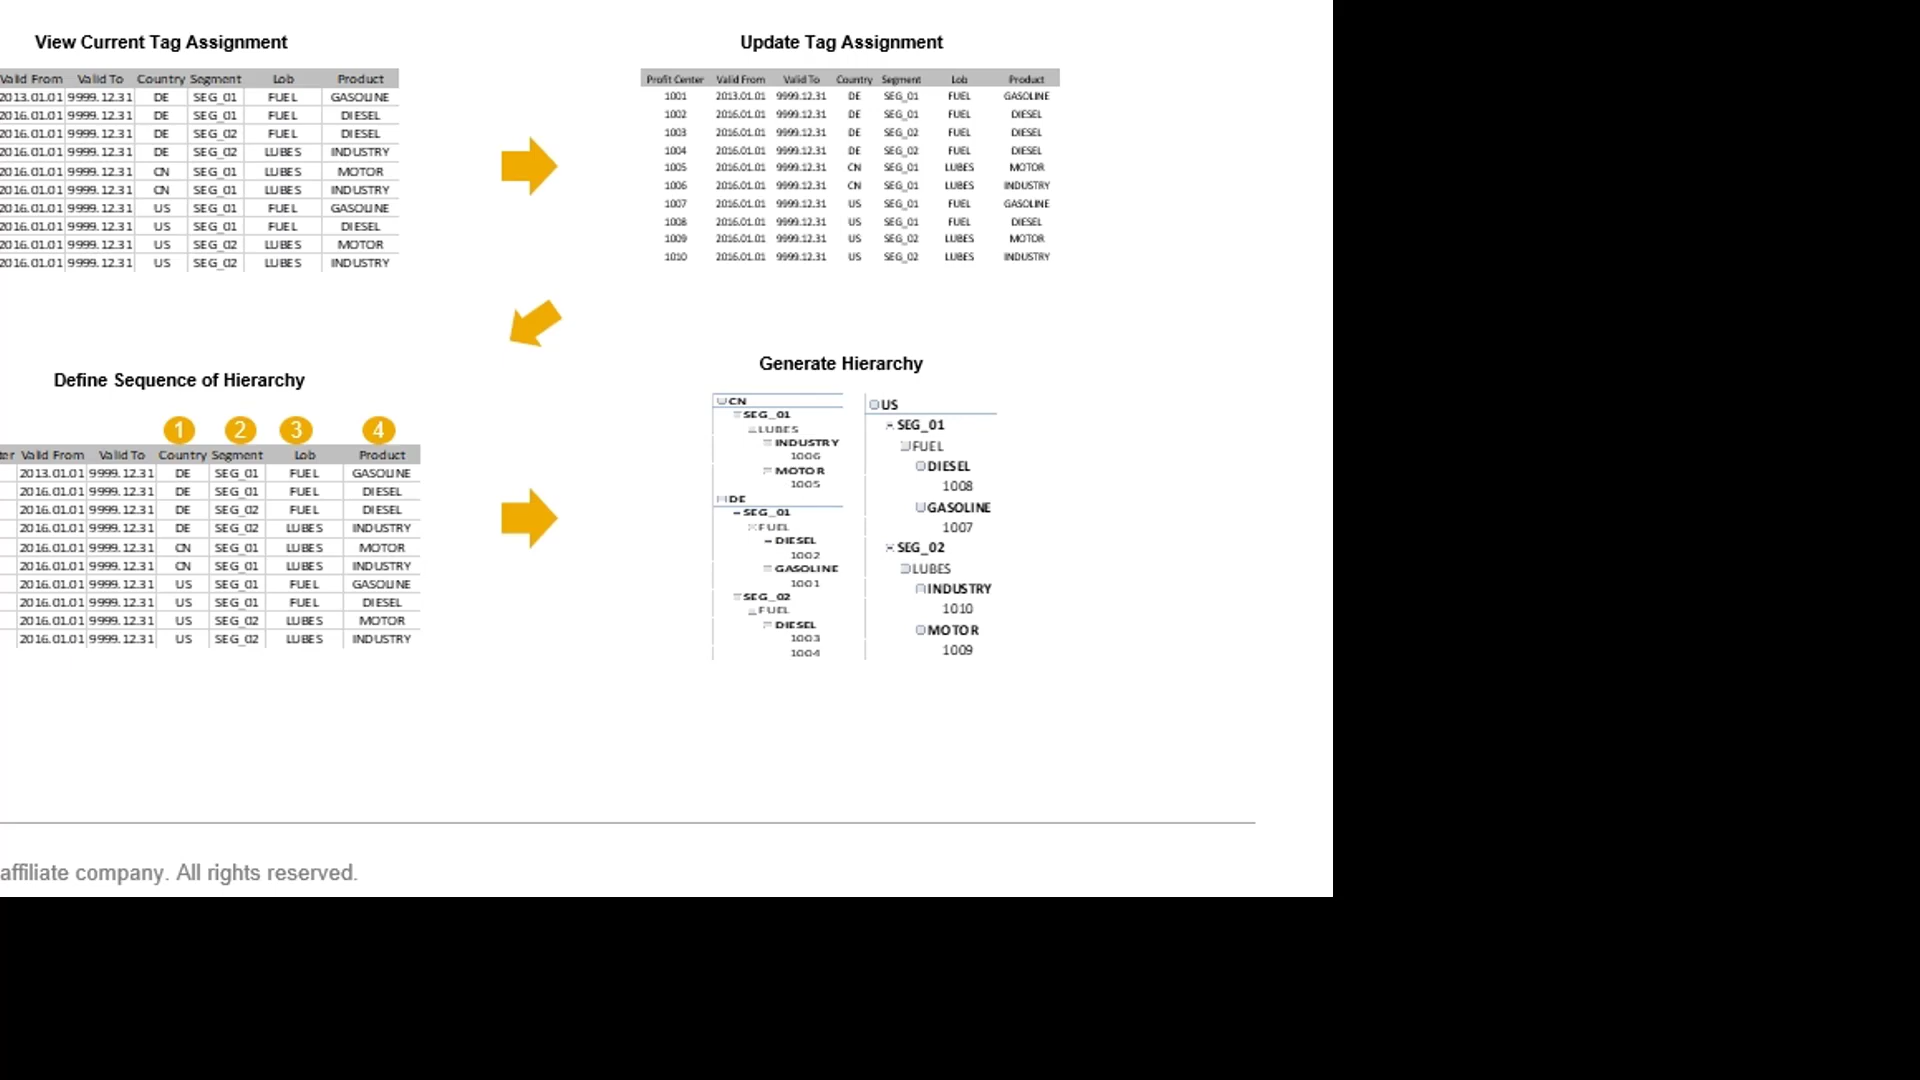 View Current Tag Assignment
Valid From Valid To Country Segment Lob Product
2013.01.01 9999.12.31 DE SEG_01 FUEL GASOLINE
2016.01.01 9999.12.31 DE SEG_01 FUEL DIESEL
2016.01.01 9999.12.31 DE SEG_02 FUEL DIESEL
2016.01.01 9999.12.31 DE SEG_02 LUBES INDUSTRY
2016.01.01 9999.12.31 CN SEG_01 LUBES MOTOR
2016.01.01 9999.12.31 CN SEG_01 LUBES INDUSTRY
2016.01.01 9999.12.31 US SEG_01 FUEL GASOLINE
2016.01.01 9999.12.31 US SEG_01 FUEL DIESEL
2016.01.01 9999.12.31 US SEG_02 LUBES MOTOR
2016.01.01 9999.12.31 US SEG_02 LUBES INDUSTRY
Update Tag Assignment
Profit Center Valid From Valid To Country Segment Lob Product
1001 2013.01.01 9999.12.31 DE SEG_01 FUEL GASOLINE
1002 2016.01.01 9999.12.31 DE SEG_01 FUEL DIESEL
1003 2016.01.01 9999.12.31 DE SEG_02 FUEL DIESEL
1004 2016.01.01 9999.12.31 DE SEG_02 FUEL DIESEL
1005 2016.01.01 9999.12.31 CN SEG_01 LUBES MOTOR
1006 2016.01.01 9999.12.31 CN SEG_01 LUBES INDUSTRY
1007 2016.01.01 9999.12.31 US SEG_01 FUEL GASOLINE
1008 2016.01.01 9999.12.31 US SEG_01 FUEL DIESEL
1009 2016.01.01 9999.12.31 US SEG_02 LUBES MOTOR
1010 2016.01.01 9999.12.31 US SEG_02 LUBES INDUSTRY
Define Sequence of Hierarchy
1 2 3 4
ter Valid From Valid To Country Segment Lob Product
2013.01.01 9999.12.31 DE SEG_01 FUEL GASOLINE
2016.01.01 9999.12.31 DE SEG_01 FUEL DIESEL
2016.01.01 9999.12.31 DE SEG_02 FUEL DIESEL
2016.01.01 9999.12.31 DE SEG_02 LUBES INDUSTRY
2016.01.01 9999.12.31 CN SEG_01 LUBES MOTOR
2016.01.01 9999.12.31 CN SEG_01 LUBES INDUSTRY
2016.01.01 9999.12.31 US SEG_01 FUEL GASOLINE
2016.01.01 9999.12.31 US SEG_01 FUEL DIESEL
2016.01.01 9999.12.31 US SEG_02 LUBES MOTOR
2016.01.01 9999.12.31 US SEG_02 LUBES INDUSTRY
Generate Hierarchy
CN
SEG_01
LUBES
INDUSTRY
1006
MOTOR
1005
DE
SEG_01
FUEL
DIESEL
1002
GASOLINE
1001
SEG_02
FUEL
DIESEL
1003
1004
US
SEG_01
FUEL
DIESEL
1008
GASOLINE
1007
SEG_02
LUBES
INDUSTRY
1010
MOTOR
1009
affiliate company. All rights reserved.